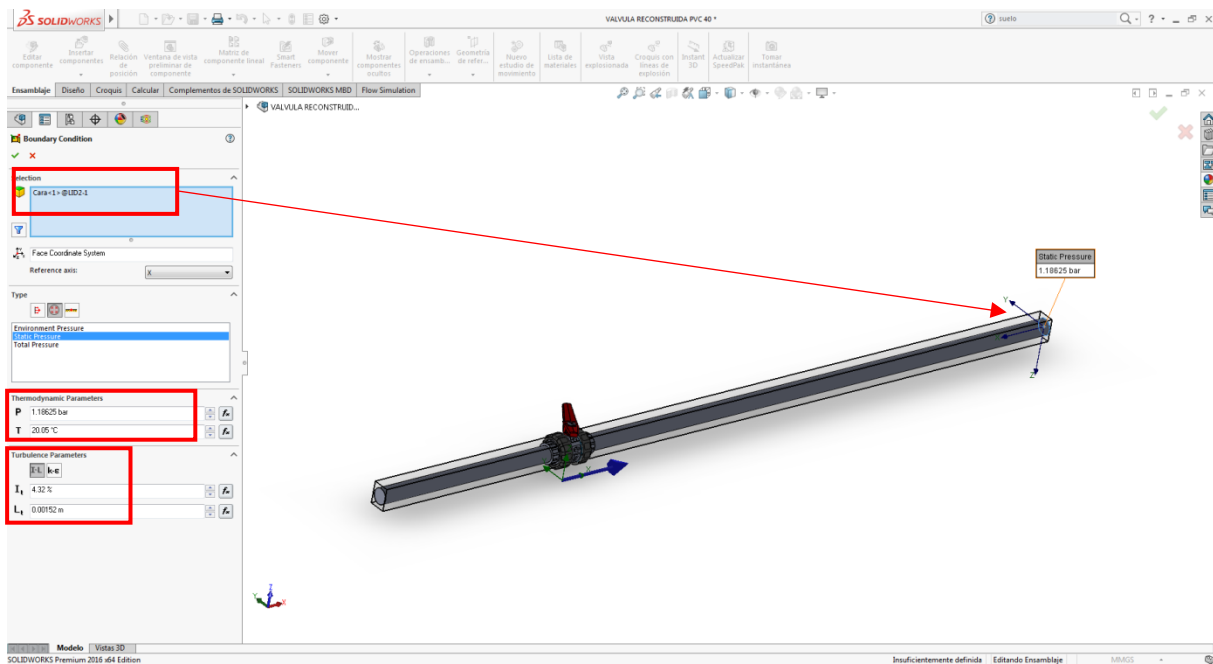 SOLIDWORKS
VALVULA RECONSTRUIDA PVC 40 *
suelo
Editar componente
Insertar componentes
Relación de posición
Ventana de vista preliminar de componente
Matriz de componente lineal
Smart Fasteners
Mover componente
Mostrar componentes ocultos
Operaciones de ensamb...
Geometría de refer...
Nuevo estudio de movimiento
Lista de materiales
Vista explosionada
Croquis con líneas de explosión
Instant 3D
Actualizar SpeedPak
Tomar instantánea
Ensamblaje Diseño Croquis Calcular Complementos de SOLIDWORKS SOLIDWORKS MBD Flow Simulation
VALVULA RECONSTRUID...
Boundary Condition
Selection
Cara<1>@LID2-1
Face Coordinate System
Reference axis: X
Type
Environment Pressure
Static Pressure
Total Pressure
Thermodynamic Parameters
P 1.18625 bar
T 20.05 °C
Turbulence Parameters
I-L k-ε
It 4.32 %
Lt 0.00152 m
Static Pressure
1.18625 bar
Y
Z
X
Z
Y
X
Modelo Vistas 3D
SOLIDWORKS Premium 2016 x64 Edition
Insuficientemente definida Editando Ensamblaje MMGS